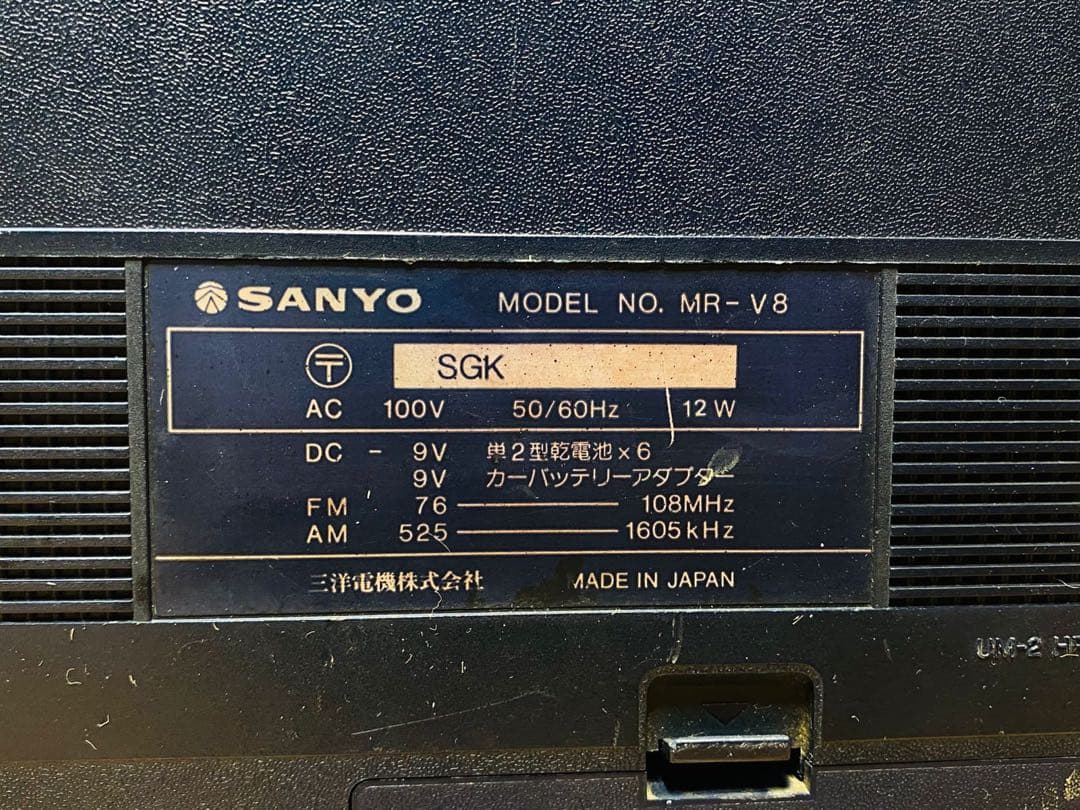 SANYO MODEL NO. MR-V8
〒 SGK
AC 100V 50/60Hz 12W
DC - 9V 単2型乾電池×6
9V カーバッテリーアダプター
FM 76 108MHz
AM 525 1605kHz
三洋電機株式会社 MADE IN JAPAN
UM-2